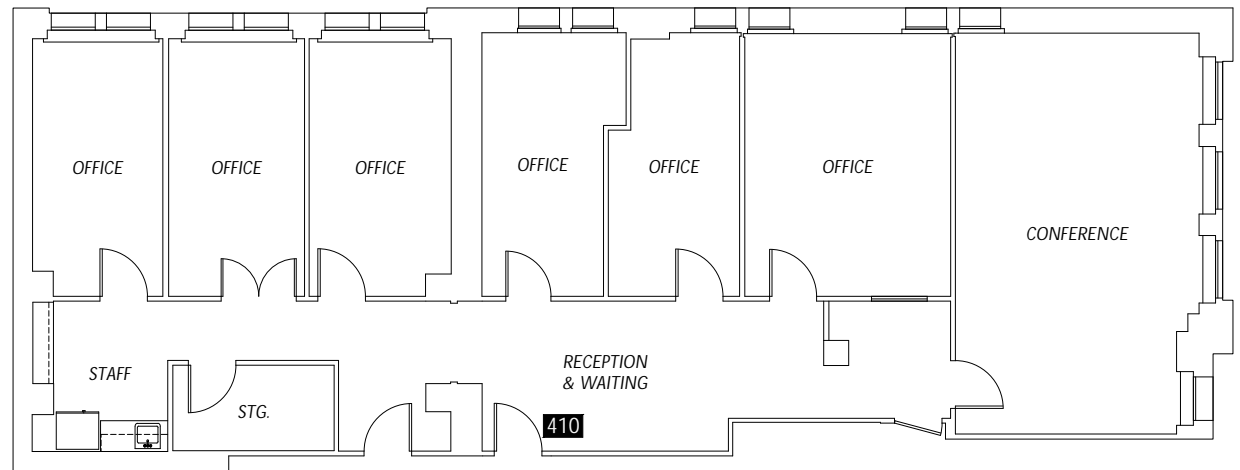 OFFICE
OFFICE
OFFICE
OFFICE
OFFICE
OFFICE
CONFERENCE
STAFF
STG.
RECEPTION
& WAITING
410